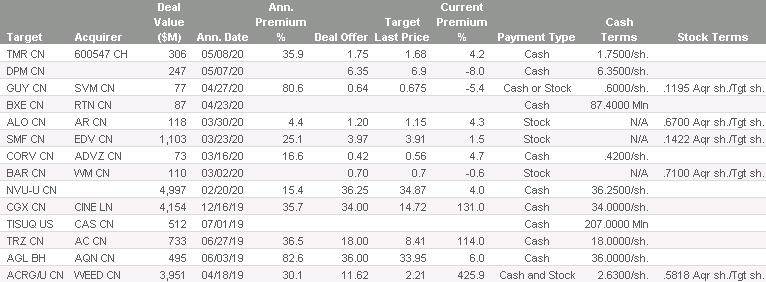 Target Acquirer Deal Value ($M) Ann. Date Ann. Premium % Deal Offer Target Last Price Current Premium % Payment Type Cash Terms Stock Terms
TMR CN 600547 CH 306 05/08/20 35.9 1.75 1.68 4.2 Cash 1.7500/sh.
DPM CN 247 05/07/20 6.35 6.9 -8.0 Cash 6.3500/sh.
GUY CN SVM CN 77 04/27/20 80.6 0.64 0.675 -5.4 Cash or Stock .6000/sh. .1195 Aqr sh./Tgt sh.
BXE CN RTN CN 87 04/23/20 Cash 87.4000 Mln
ALO CN AR CN 118 03/30/20 4.4 1.20 1.15 4.3 Stock N/A .6700 Aqr sh./Tgt sh.
SMF CN EDV CN 1,103 03/23/20 25.1 3.97 3.91 1.5 Stock N/A .1422 Aqr sh./Tgt sh.
CORV CN ADVZ CN 73 03/16/20 16.6 0.42 0.56 4.7 Cash .4200/sh.
BAR CN WM CN 110 03/02/20 0.70 0.7 -0.6 Stock N/A .7100 Aqr sh./Tgt sh.
NVU-U CN 4,997 02/20/20 15.4 36.25 34.87 4.0 Cash 36.2500/sh.
CGX CN CINE LN 4,154 12/16/19 35.7 34.00 14.72 131.0 Cash 34.0000/sh.
TISUQ US CAS CN 512 07/01/19 Cash 207.0000 Mln
TRZ CN AC CN 733 06/27/19 36.5 18.00 8.41 114.0 Cash 18.0000/sh.
AGL BH AQN CN 495 06/03/19 82.6 36.00 33.95 6.0 Cash 36.0000/sh.
ACRG/U CN WEED CN 3,951 04/18/19 30.1 11.62 2.21 425.9 Cash and Stock 2.6300/sh. .5818 Aqr sh./Tgt sh.